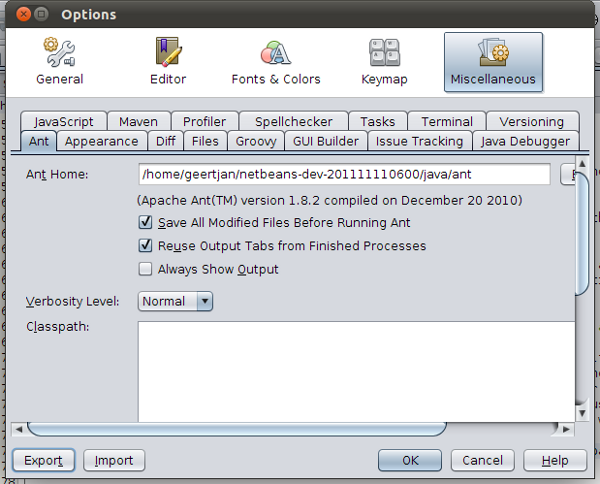 Options
General Editor Fonts & Colors Keymap Miscellaneous
JavaScript Maven Profiler Spellchecker Tasks Terminal Versioning
Ant Appearance Diff Files Groovy GUI Builder Issue Tracking Java Debugger
Ant Home: /home/geertjan/netbeans-dev-201111110600/java/ant
(Apache Ant(TM) version 1.8.2 compiled on December 20 2010)
Save All Modified Files Before Running Ant
Reuse Output Tabs from Finished Processes
Always Show Output
Verbosity Level: Normal
Classpath:
Export Import OK Cancel Help